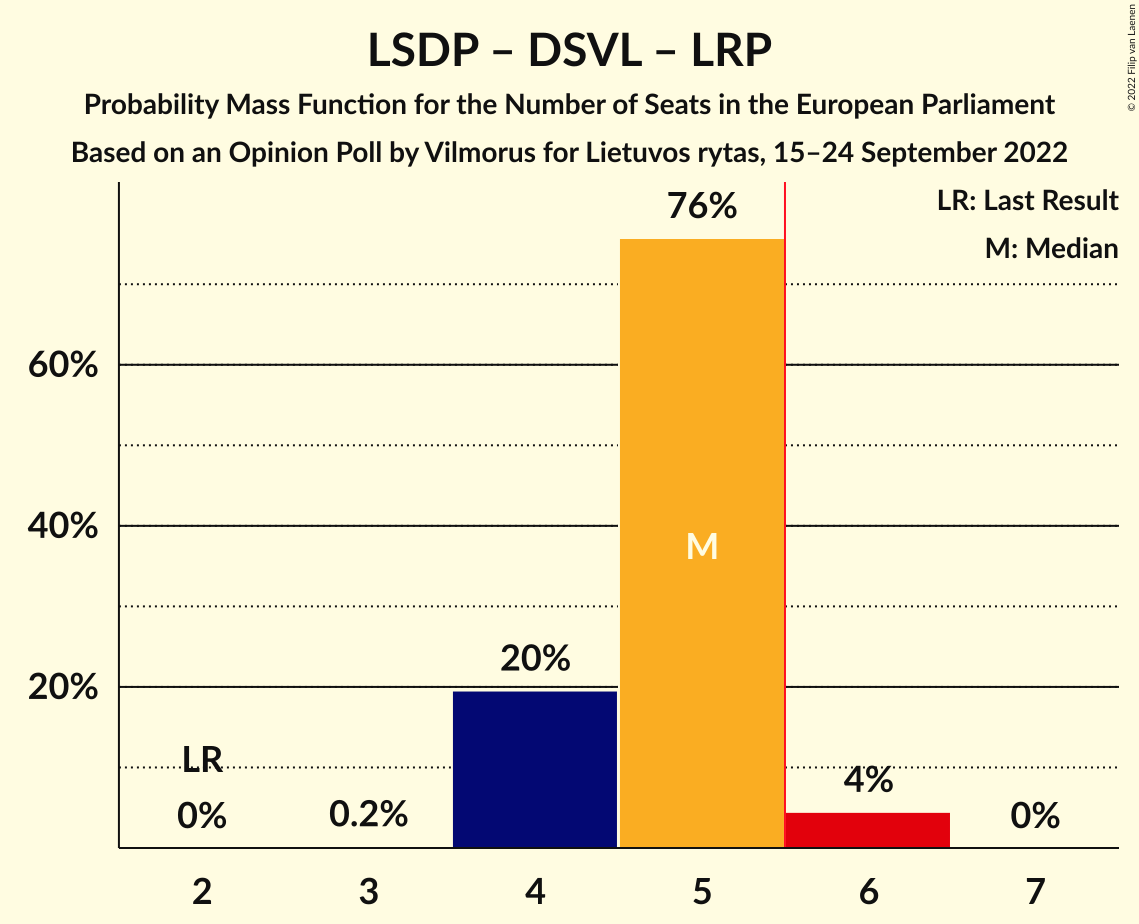 LSDP – DSVL – LRP
Probability Mass Function for the Number of Seats in the European Parliament
Based on an Opinion Poll by Vilmorus for Lietuvos rytas, 15–24 September 2022
© 2022 Filip van Laenen
LR: Last Result
M: Median
76%
60%
40%
M
20%
20%
LR
0%
0.2%
4%
0%
2
3
4
5
6
7